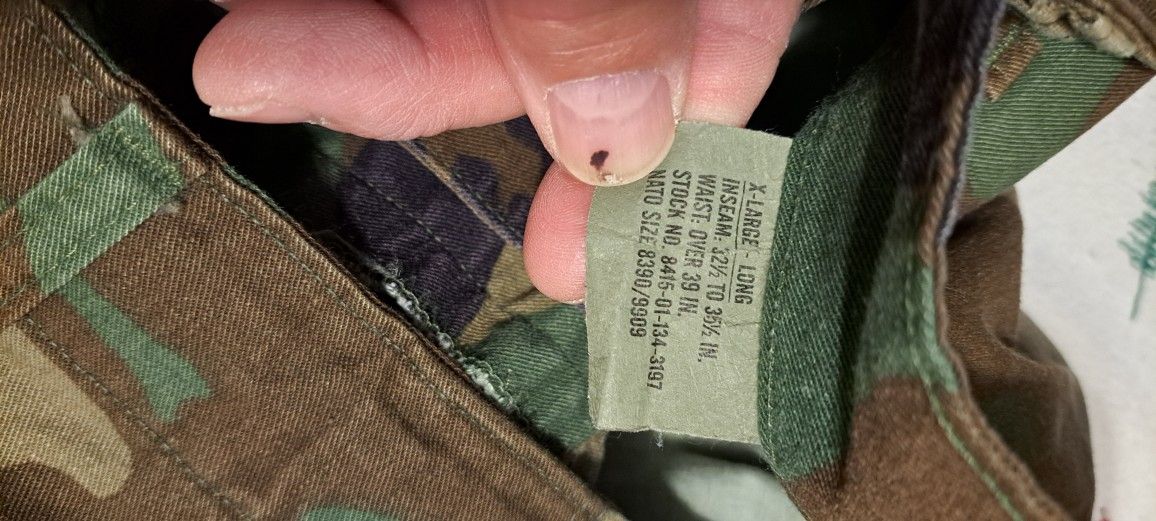 X-LARGE - LONG
INSEAM: 32½ TO 35½ IN.
WAIST: OVER 39 IN.
STOCK NO. 8415-01-134-3197
NATO SIZE 8390/9909